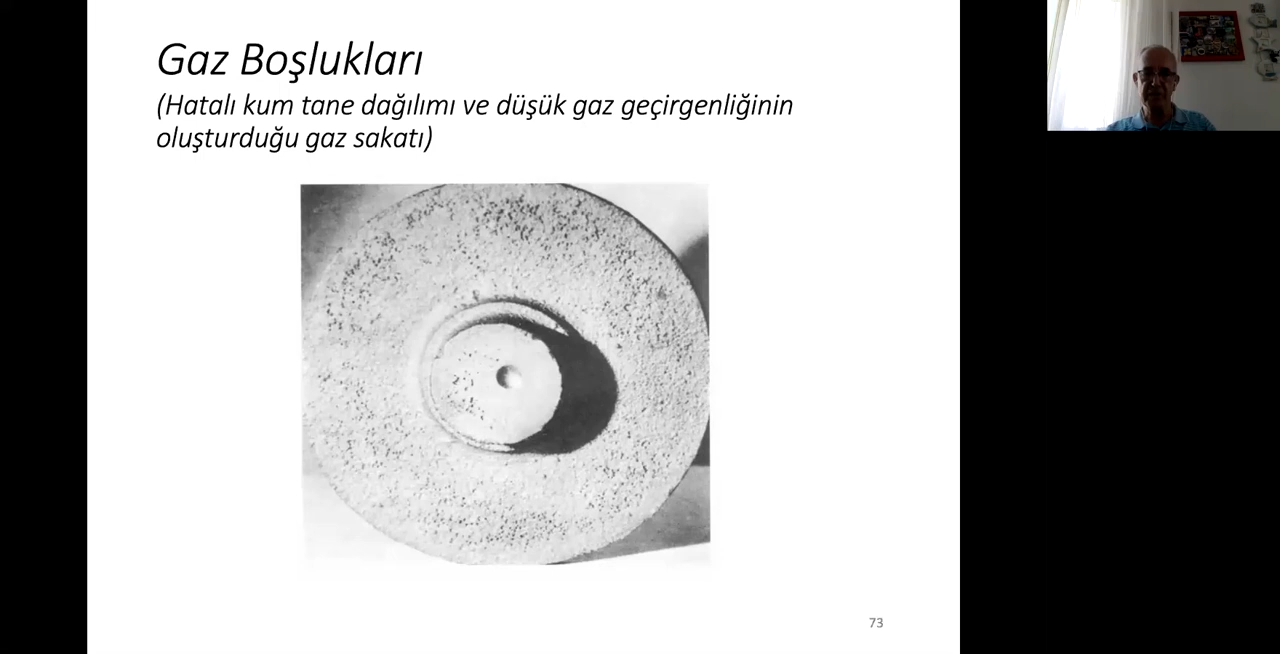 Gaz Boşlukları
(Hatalı kum tane dağılımı ve düşük gaz geçirgenliğinin
oluşturduğu gaz sakatı)
73